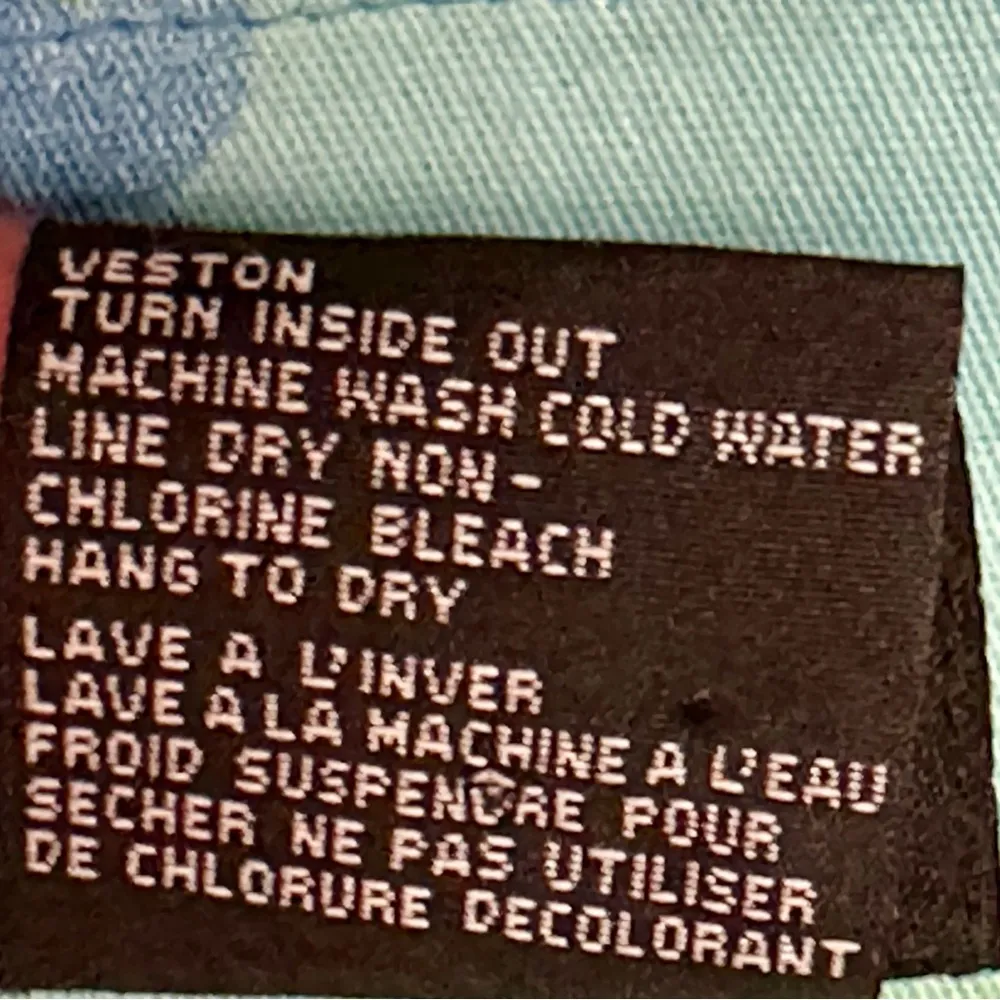 VESTON
TURN INSIDE OUT
MACHINE WASH COLD WATER
LINE DRY NON-
CHLORINE BLEACH
HANG TO DRY
LAVE A L'INVER
LAVE A LA MACHINE A L'EAU
FROID SUSPENDRE POUR
SECHER NE PAS UTILISER
DE CHLORURE DECOLORANT